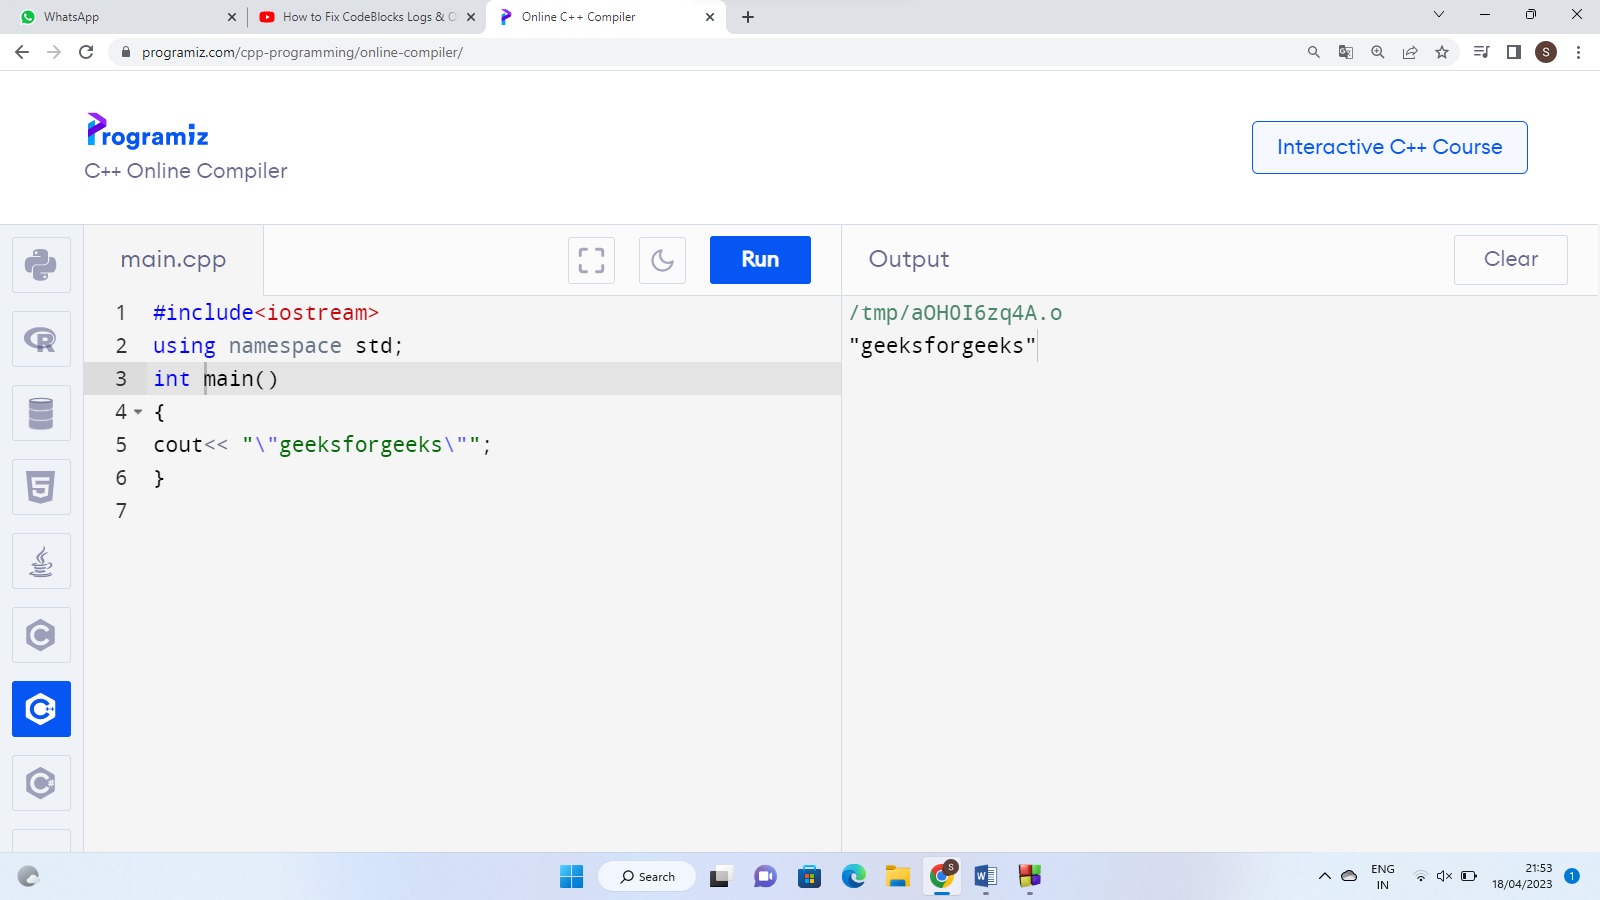 WhatsApp
How to Fix CodeBlocks Logs & O
Online C++ Compiler
programiz.com/cpp-programming/online-compiler/
S
Programiz
C++ Online Compiler
Interactive C++ Course
main.cpp
Run
Output
Clear
1 #include<iostream>
2 using namespace std;
3 int main()
4 {
5 cout<< "\"geeksforgeeks\"";
6 }
7
/tmp/aOHOI6zq4A.o
"geeksforgeeks"
Search
S
W
ENG
IN
21:53
18/04/2023
1